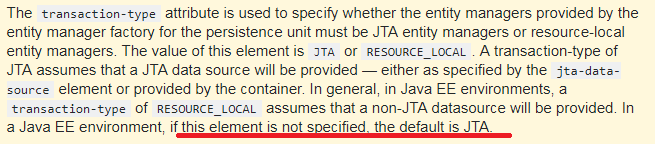 The transaction-type attribute is used to specify whether the entity managers provided by the
entity manager factory for the persistence unit must be JTA entity managers or resource-local
entity managers. The value of this element is JTA or RESOURCE_LOCAL. A transaction-type of
JTA assumes that a JTA data source will be provided — either as specified by the jta-data-
source element or provided by the container. In general, in Java EE environments, a
transaction-type of RESOURCE_LOCAL assumes that a non-JTA datasource will be provided. In
a Java EE environment, if this element is not specified, the default is JTA.